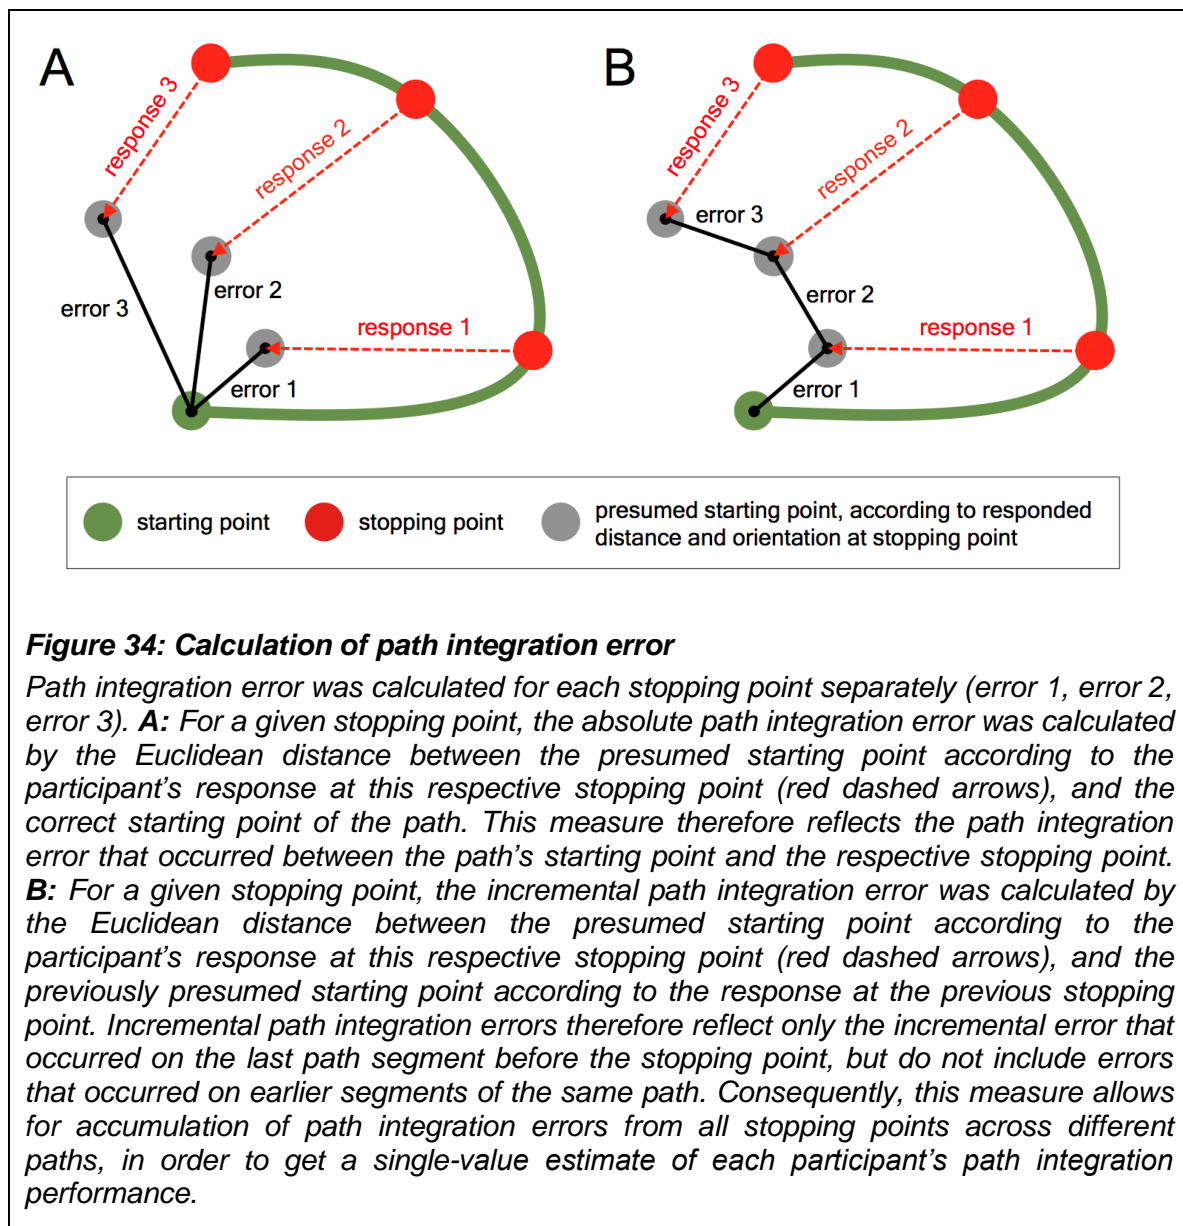 A
B
response 3
response 2
response 1
error 3
error 2
error 1
response 3
response 2
response 1
error 3
error 2
error 1
starting point
stopping point
presumed starting point, according to responded
distance and orientation at stopping point
Figure 34: Calculation of path integration error
Path integration error was calculated for each stopping point separately (error 1, error 2,
error 3). A: For a given stopping point, the absolute path integration error was calculated
by the Euclidean distance between the presumed starting point according to the
participant's response at this respective stopping point (red dashed arrows), and the
correct starting point of the path. This measure therefore reflects the path integration
error that occurred between the path's starting point and the respective stopping point.
B: For a given stopping point, the incremental path integration error was calculated by
the Euclidean distance between the presumed starting point according to the
participant's response at this respective stopping point (red dashed arrows), and the
previously presumed starting point according to the response at the previous stopping
point. Incremental path integration errors therefore reflect only the incremental error that
occurred on the last path segment before the stopping point, but do not include errors
that occurred on earlier segments of the same path. Consequently, this measure allows
for accumulation of path integration errors from all stopping points across different
paths, in order to get a single-value estimate of each participant's path integration
performance.